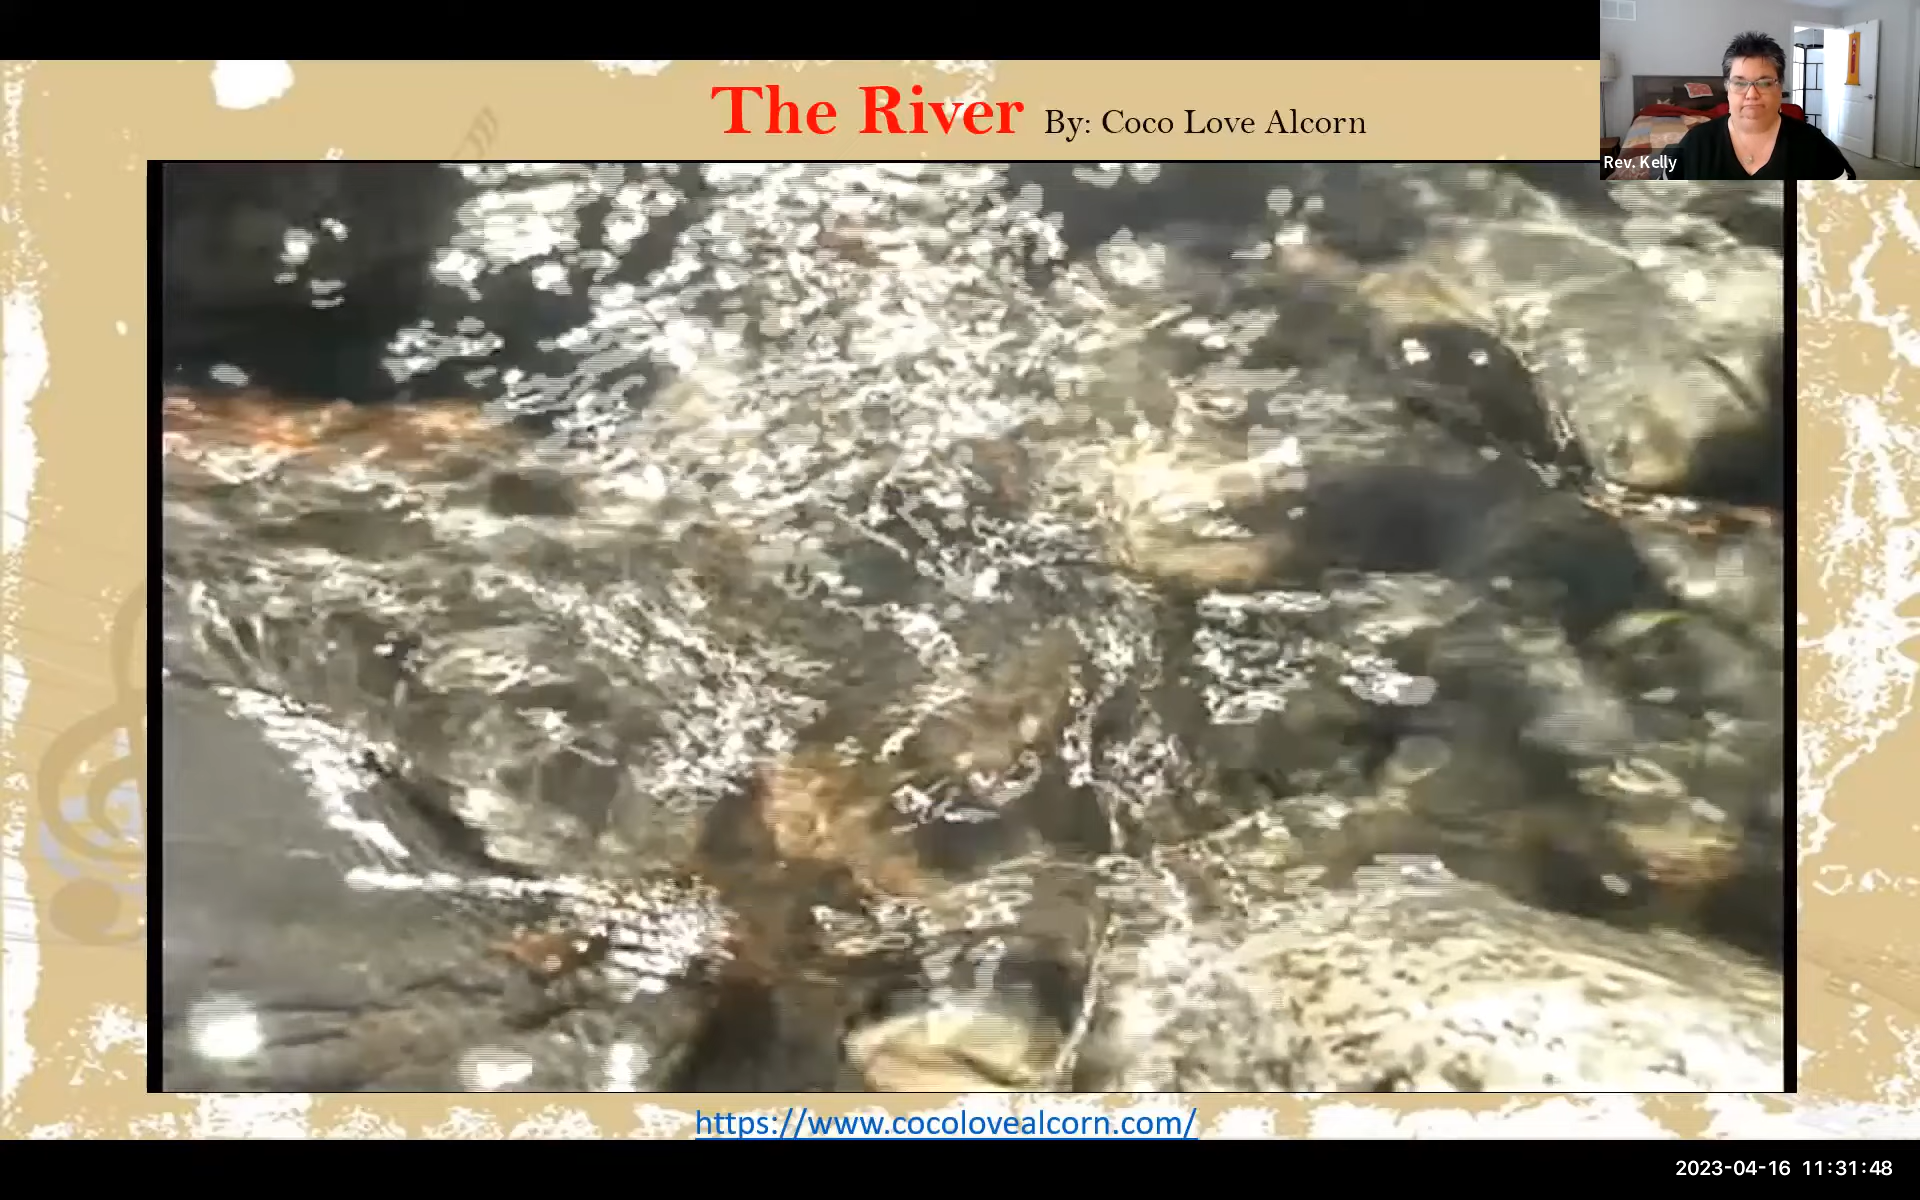 The River By: Coco Love Alcorn
Rev. Kelly
https://www.cocolovealcorn.com/
2023-04-16 11:31:48